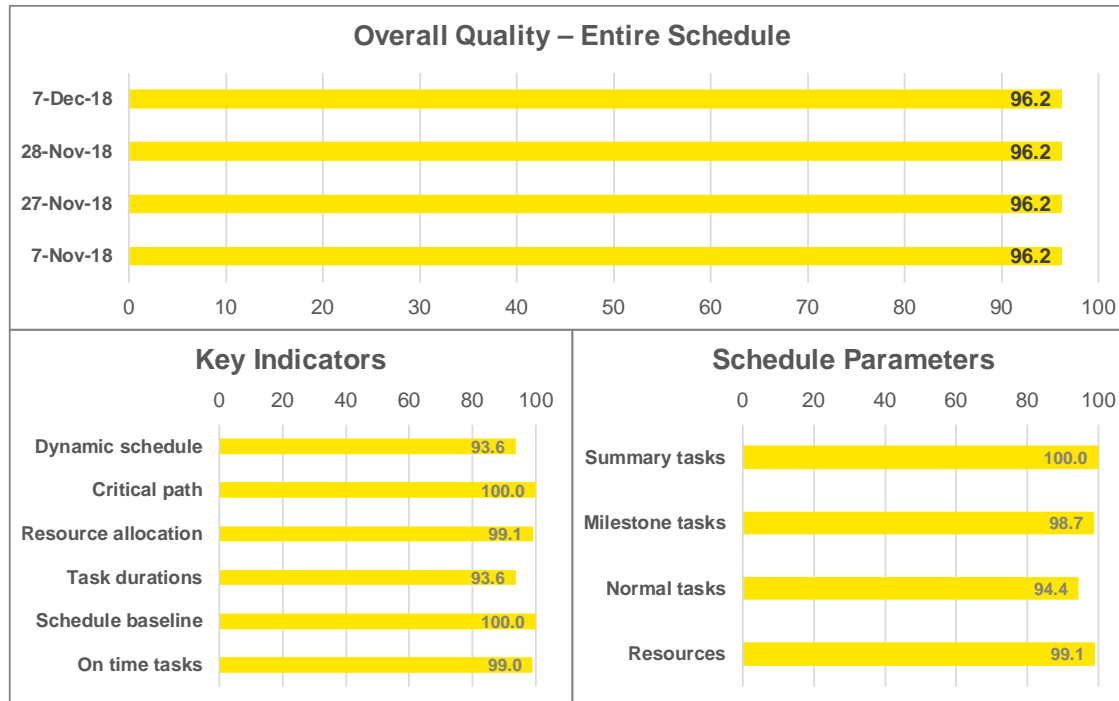 Overall Quality – Entire Schedule
7-Dec-18 96.2
28-Nov-18 96.2
27-Nov-18 96.2
7-Nov-18 96.2
0 10 20 30 40 50 60 70 80 90 100
Key Indicators
0 20 40 60 80 100
Dynamic schedule 93.6
Critical path 100.0
Resource allocation 99.1
Task durations 93.6
Schedule baseline 100.0
On time tasks 99.0
Schedule Parameters
0 20 40 60 80 100
Summary tasks 100.0
Milestone tasks 98.7
Normal tasks 94.4
Resources 99.1